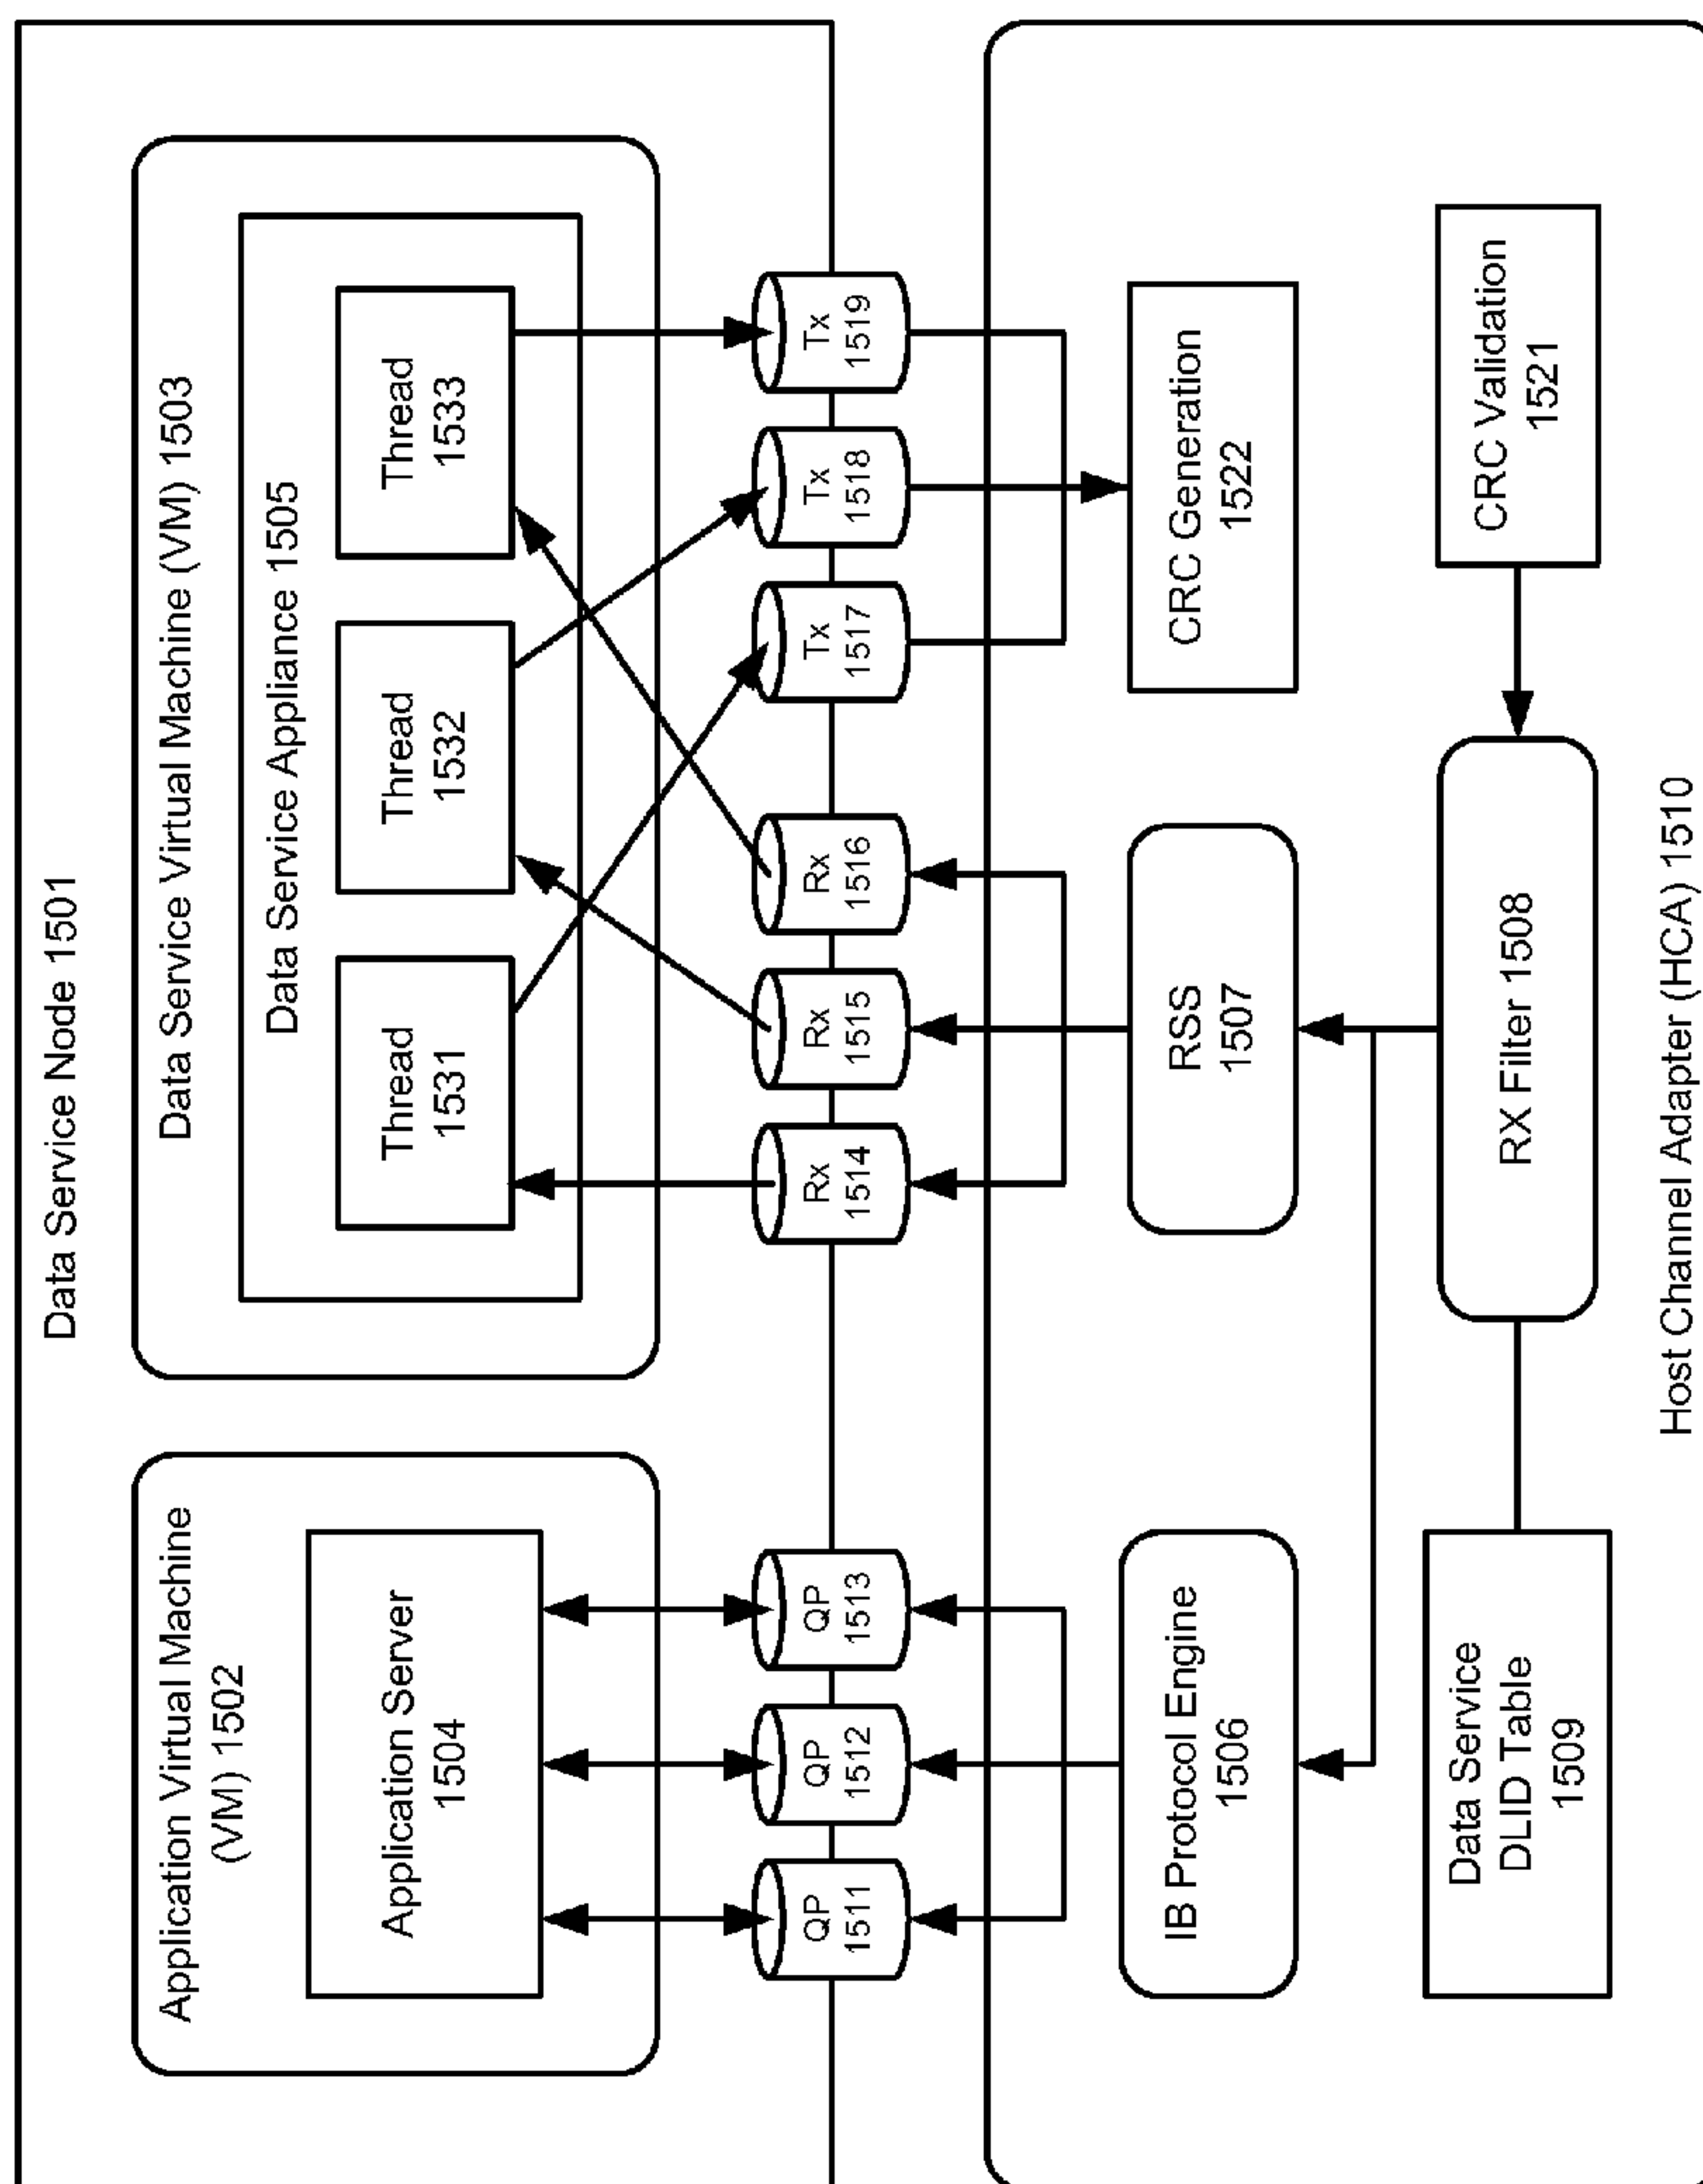 Data Service Node 1501
Application Virtual Machine
(VM) 1502
Application Server
1504
Data Service Virtual Machine (VM) 1503
Data Service Appliance 1505
Thread
1531
Thread
1532
Thread
1533
QP
1511
QP
1512
QP
1513
Rx
1514
Rx
1515
Rx
1516
Tx
1517
Tx
1518
Tx
1519
IB Protocol Engine
1506
RSS
1507
CRC Generation
1522
Data Service
DLID Table
1509
RX Filter 1508
CRC Validation
1521
Host Channel Adapter (HCA) 1510